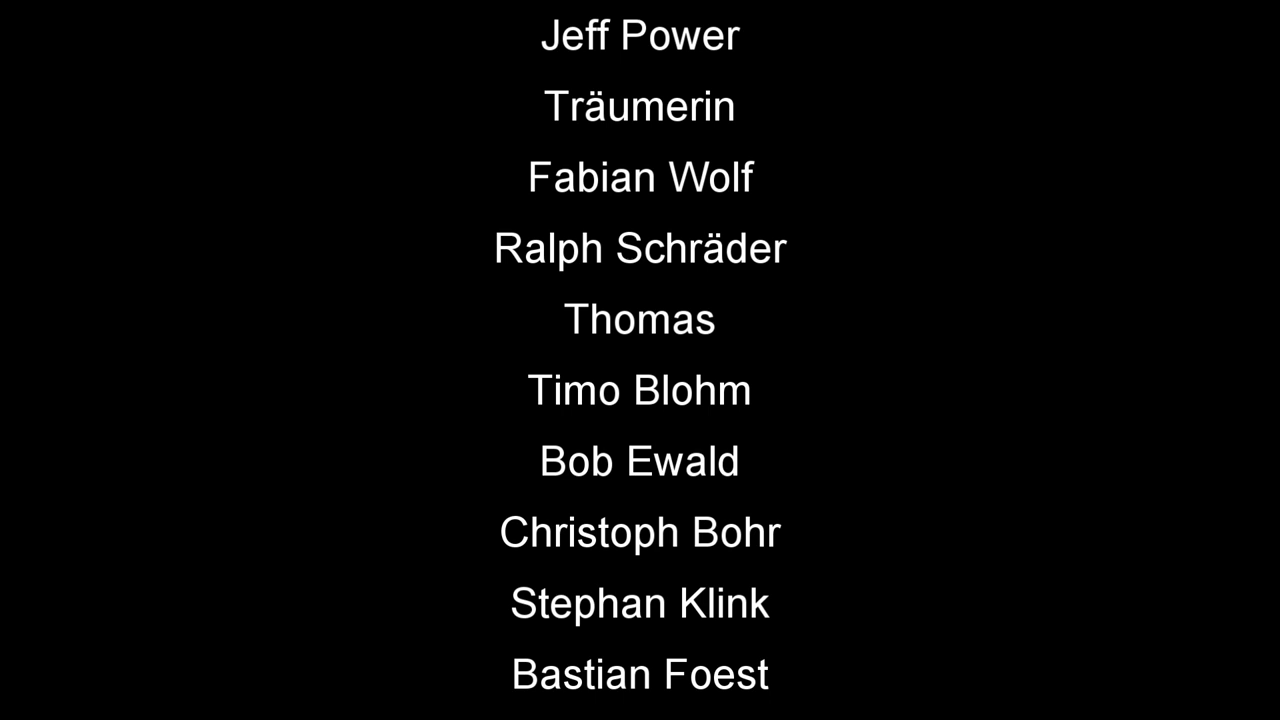 Jeff Power
Träumerin
Fabian Wolf
Ralph Schräder
Thomas
Timo Blohm
Bob Ewald
Christoph Bohr
Stephan Klink
Bastian Foest